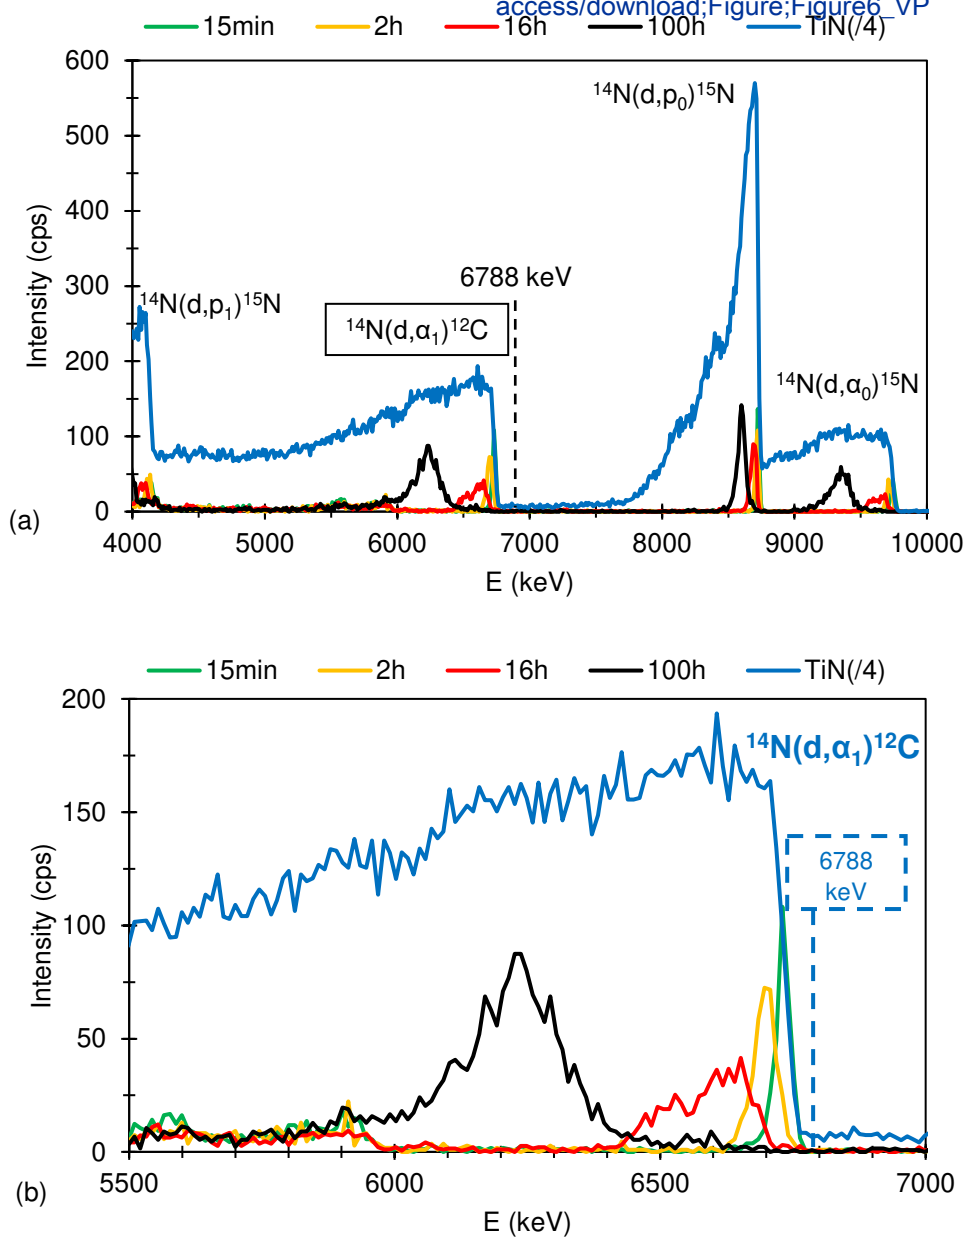 access/download;Figure;Figure6_VP
15min 2h 16h 100h TiN(/4)
600
500
400
300
200
100
0
Intensity (cps)
¹⁴N(d,p₀)¹⁵N
6788 keV
¹⁴N(d,p₁)¹⁵N
¹⁴N(d,α₁)¹²C
¹⁴N(d,α₀)¹⁵N
(a)
4000 5000 6000 7000 8000 9000 10000
E (keV)
15min 2h 16h 100h TiN(/4)
200
150
100
50
0
Intensity (cps)
¹⁴N(d,α₁)¹²C
6788
keV
(b)
5500 6000 6500 7000
E (keV)